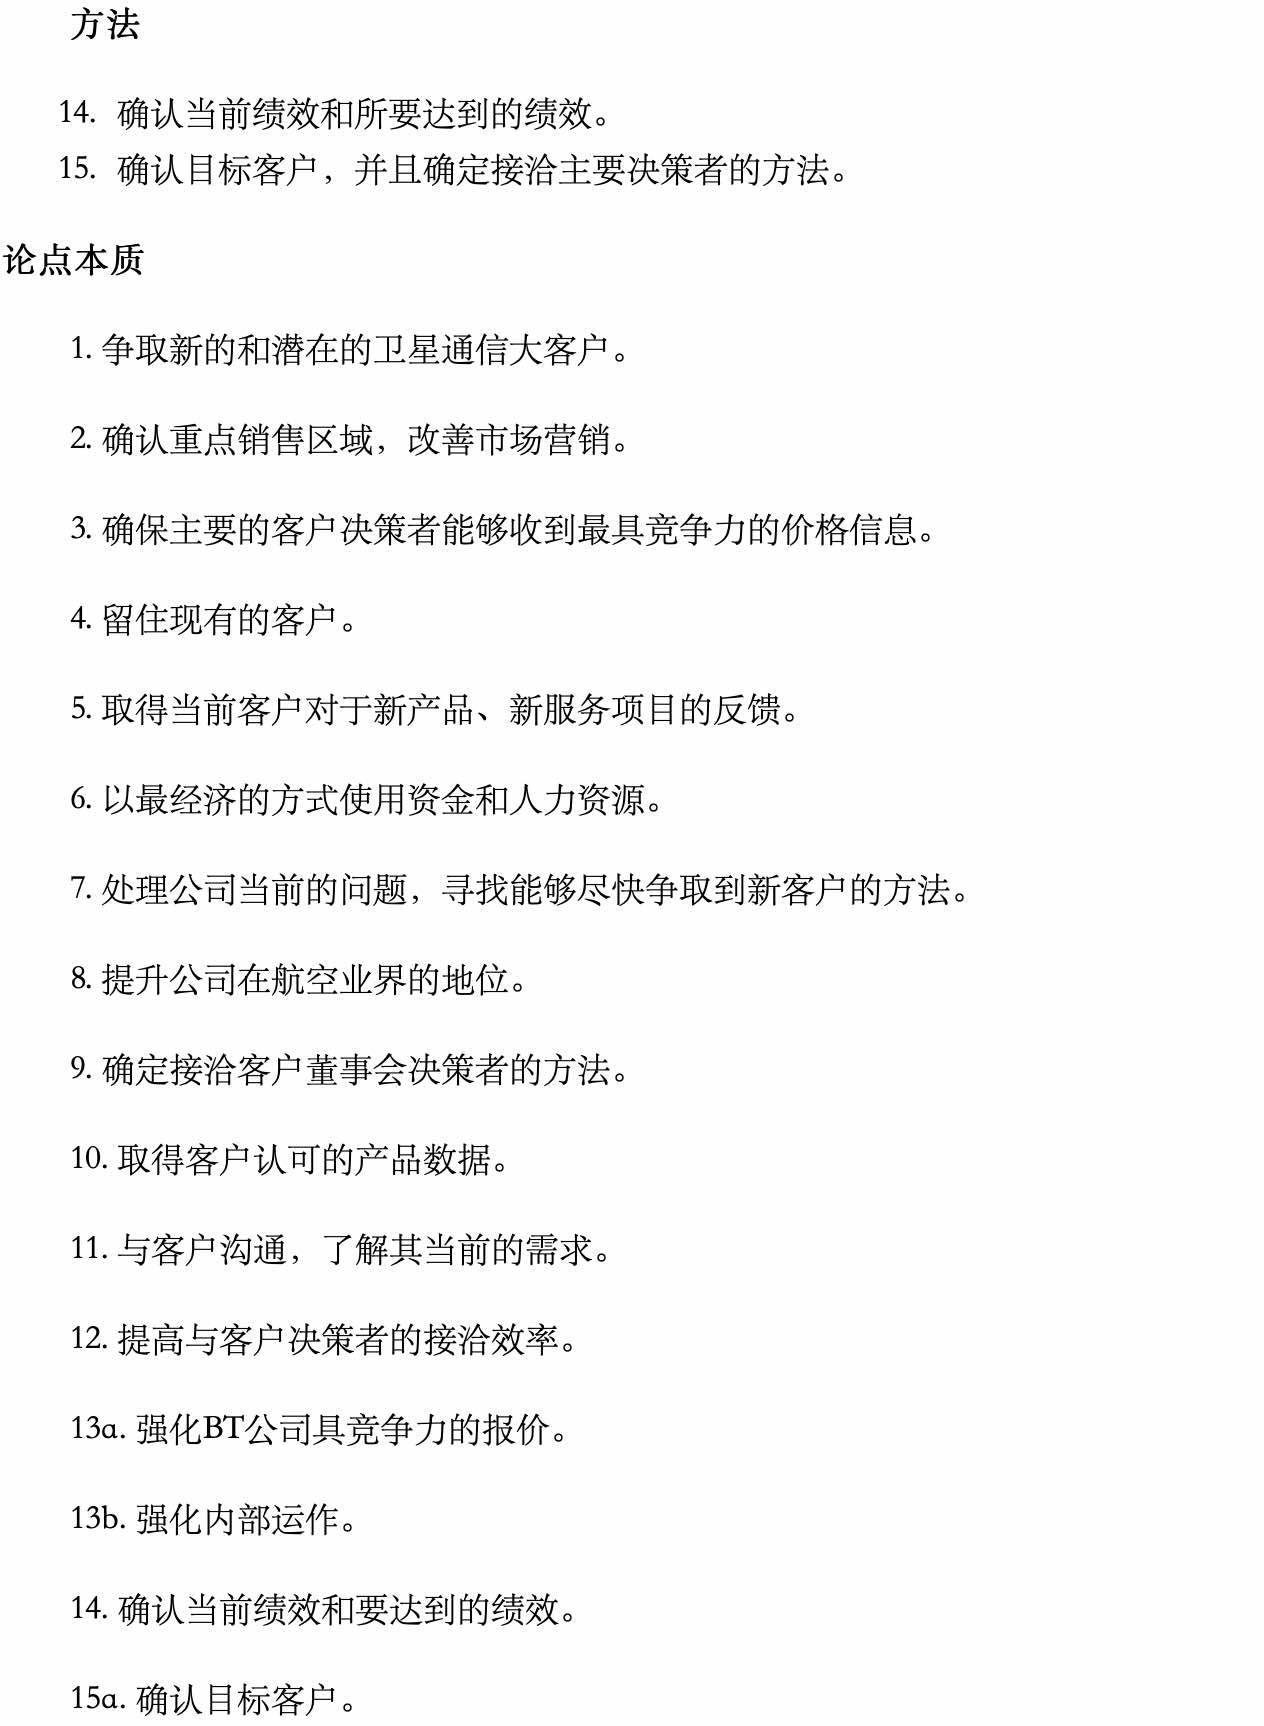 方法
14. 确认当前绩效和所要达到的绩效。
15. 确认目标客户，并且确定接洽主要决策者的方法。
论点本质
1. 争取新的和潜在的卫星通信大客户。
2. 确认重点销售区域，改善市场营销。
3. 确保主要的客户决策者能够收到最具竞争力的价格信息。
4. 留住现有的客户。
5. 取得当前客户对于新产品、新服务项目的反馈。
6. 以最经济的方式使用资金和人力资源。
7. 处理公司当前的问题，寻找能够尽快争取到新客户的方法。
8. 提升公司在航空业界的地位。
9. 确定接洽客户董事会决策者的方法。
10. 取得客户认可的产品数据。
11. 与客户沟通，了解其当前的需求。
12. 提高与客户决策者的接洽效率。
13a. 强化BT公司具竞争力的报价。
13b. 强化内部运作。
14. 确认当前绩效和要达到的绩效。
15a. 确认目标客户。